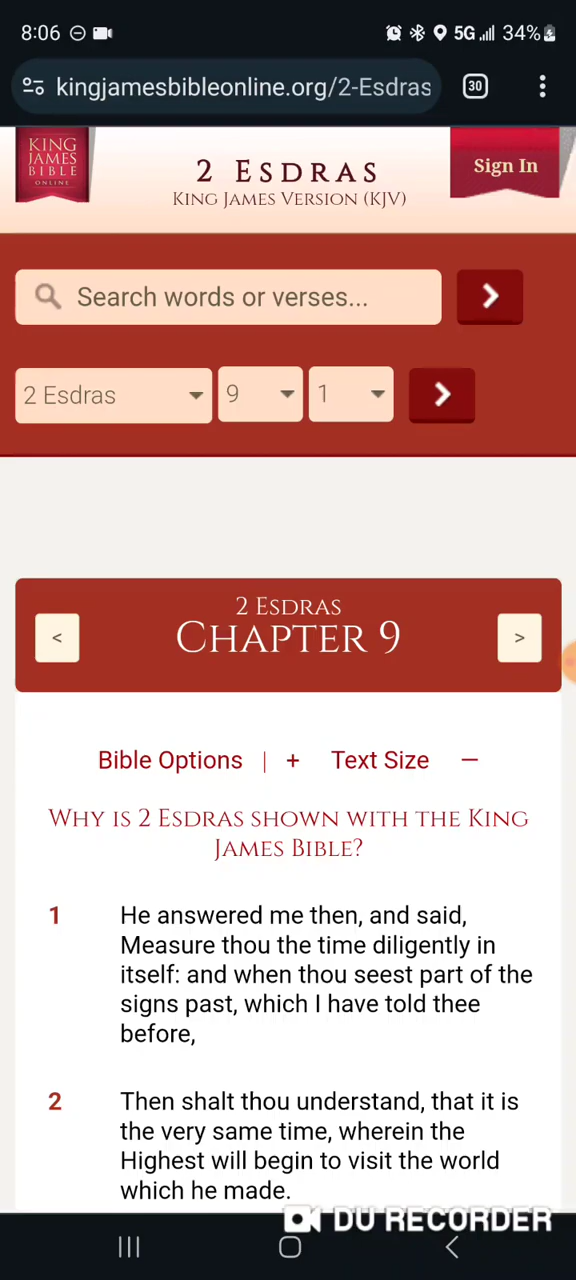 8:06 5G 34%
kingjamesbibleonline.org/2-Esdras 30
KING
JAMES
BIBLE
ONLINE
2 ESDRAS
KING JAMES VERSION (KJV)
Sign In
Search words or verses...
2 Esdras 9 1
2 ESDRAS
CHAPTER 9
< >
Bible Options | + Text Size —
WHY IS 2 ESDRAS SHOWN WITH THE KING
JAMES BIBLE?
1 He answered me then, and said,
Measure thou the time diligently in
itself: and when thou seest part of the
signs past, which I have told thee
before,
2 Then shalt thou understand, that it is
the very same time, wherein the
Highest will begin to visit the world
which he made.
DU RECORDER